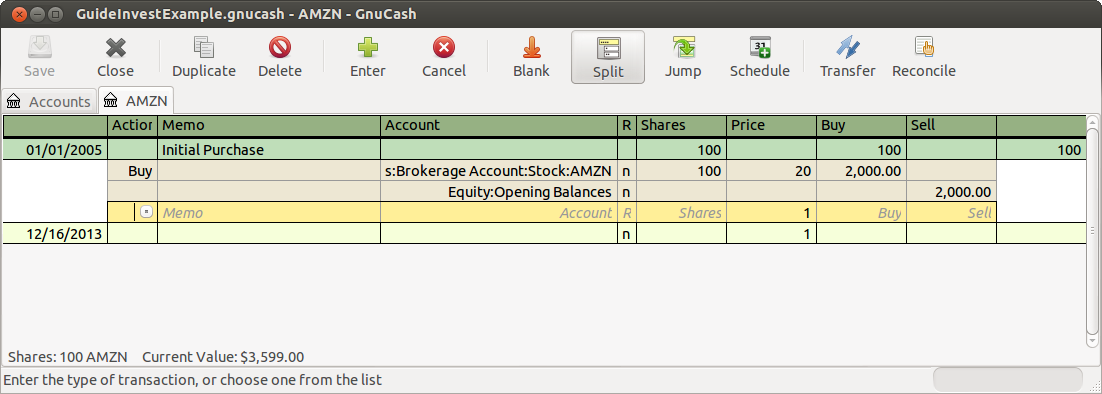 GuideInvestExample.gnucash - AMZN - GnuCash
Save Close Duplicate Delete Enter Cancel Blank Split Jump Schedule Transfer Reconcile
Accounts AMZN
Action Memo Account R Shares Price Buy Sell
01/01/2005 Initial Purchase 100 100 100
Buy s:Brokerage Account:Stock:AMZN n 100 20 2,000.00
Equity:Opening Balances n 2,000.00
Memo Account R Shares 1 Buy Sell
12/16/2013 n 1
Shares: 100 AMZN Current Value: $3,599.00
Enter the type of transaction, or choose one from the list